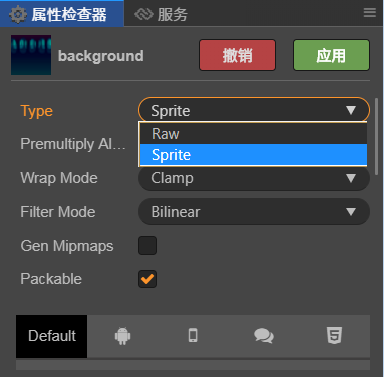 属性检查器 服务
background 撤销 应用
Type Sprite
Raw
Premultiply Al...
Sprite
Wrap Mode Clamp
Filter Mode Bilinear
Gen Mipmaps
Packable
Default